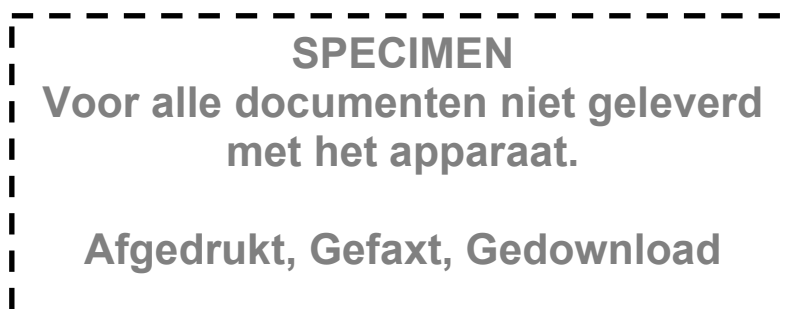 SPECIMEN
Voor alle documenten niet geleverd
met het apparaat.
Afgedrukt, Gefaxt, Gedownload